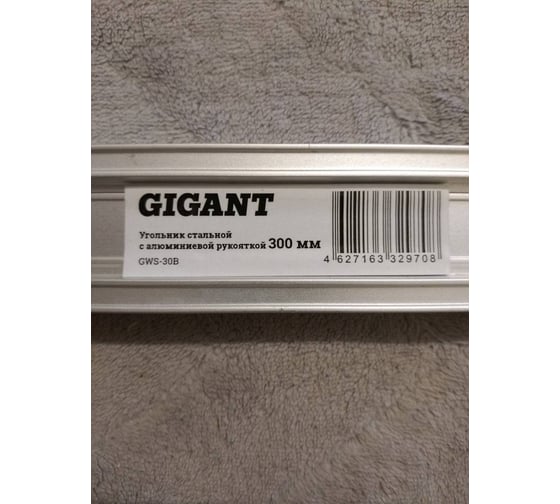 GIGANT
Угольник стальной
с алюминиевой рукояткой 300 мм
GWS-30B
4 627163 329708